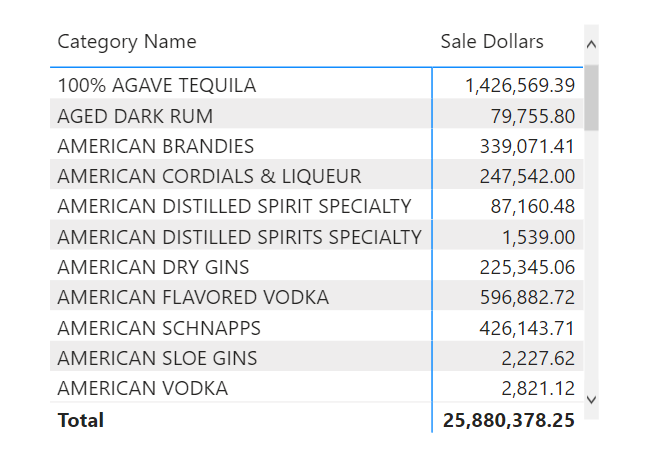 Category Name Sale Dollars
100% AGAVE TEQUILA 1,426,569.39
AGED DARK RUM 79,755.80
AMERICAN BRANDIES 339,071.41
AMERICAN CORDIALS & LIQUEUR 247,542.00
AMERICAN DISTILLED SPIRIT SPECIALTY 87,160.48
AMERICAN DISTILLED SPIRITS SPECIALTY 1,539.00
AMERICAN DRY GINS 225,345.06
AMERICAN FLAVORED VODKA 596,882.72
AMERICAN SCHNAPPS 426,143.71
AMERICAN SLOE GINS 2,227.62
AMERICAN VODKA 2,821.12
Total 25,880,378.25